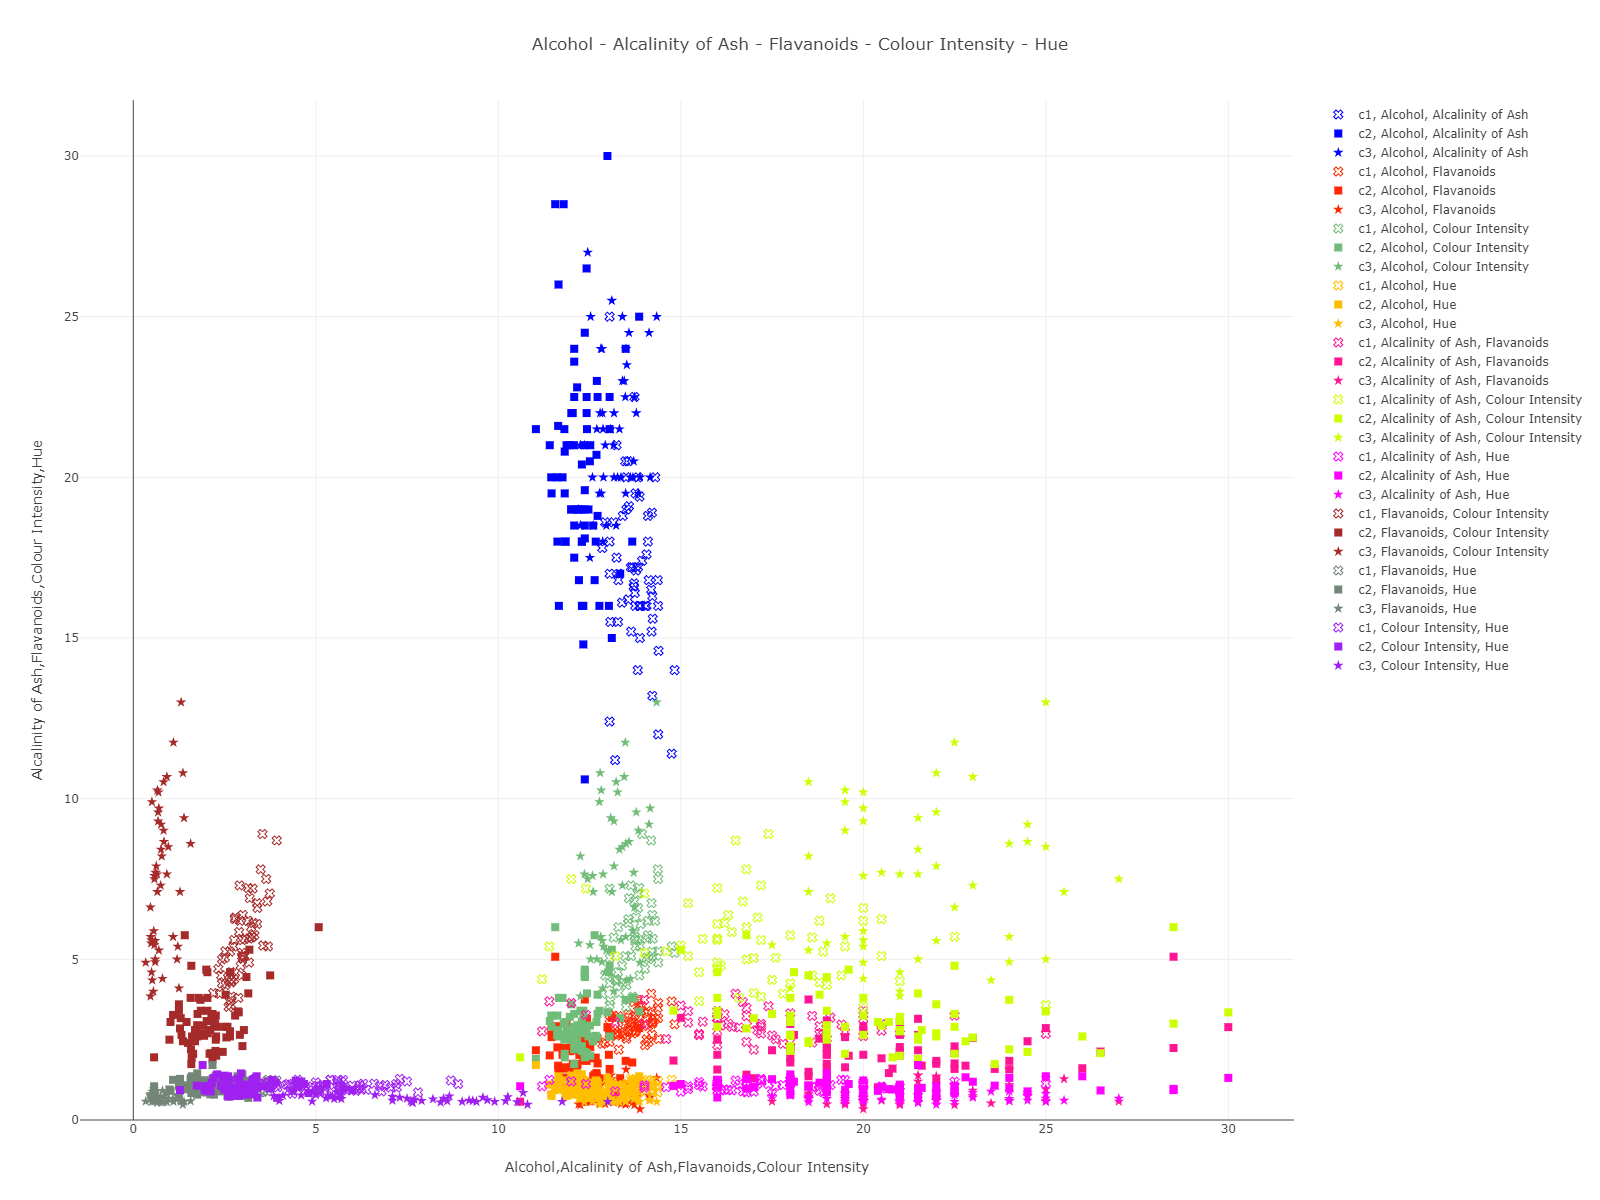 Alcohol - Alcalinity of Ash - Flavanoids - Colour Intensity - Hue
c1, Alcohol, Alcalinity of Ash
c2, Alcohol, Alcalinity of Ash
c3, Alcohol, Alcalinity of Ash
c1, Alcohol, Flavanoids
c2, Alcohol, Flavanoids
c3, Alcohol, Flavanoids
c1, Alcohol, Colour Intensity
c2, Alcohol, Colour Intensity
c3, Alcohol, Colour Intensity
c1, Alcohol, Hue
c2, Alcohol, Hue
c3, Alcohol, Hue
c1, Alcalinity of Ash, Flavanoids
c2, Alcalinity of Ash, Flavanoids
c3, Alcalinity of Ash, Flavanoids
c1, Alcalinity of Ash, Colour Intensity
c2, Alcalinity of Ash, Colour Intensity
c3, Alcalinity of Ash, Colour Intensity
c1, Alcalinity of Ash, Hue
c2, Alcalinity of Ash, Hue
c3, Alcalinity of Ash, Hue
c1, Flavanoids, Colour Intensity
c2, Flavanoids, Colour Intensity
c3, Flavanoids, Colour Intensity
c1, Flavanoids, Hue
c2, Flavanoids, Hue
c3, Flavanoids, Hue
c1, Colour Intensity, Hue
c2, Colour Intensity, Hue
c3, Colour Intensity, Hue
Alcalinity of Ash,Flavanoids,Colour Intensity,Hue
30
25
20
15
10
5
0
0 5 10 15 20 25 30
Alcohol,Alcalinity of Ash,Flavanoids,Colour Intensity